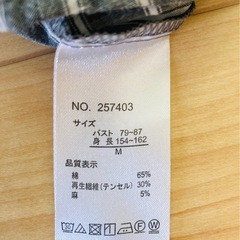 NO. 257403
サイズ
バスト 79~87
身 長 154~162
M
品質表示
綿 65%
再生繊維(テンセル) 30%
麻 5%